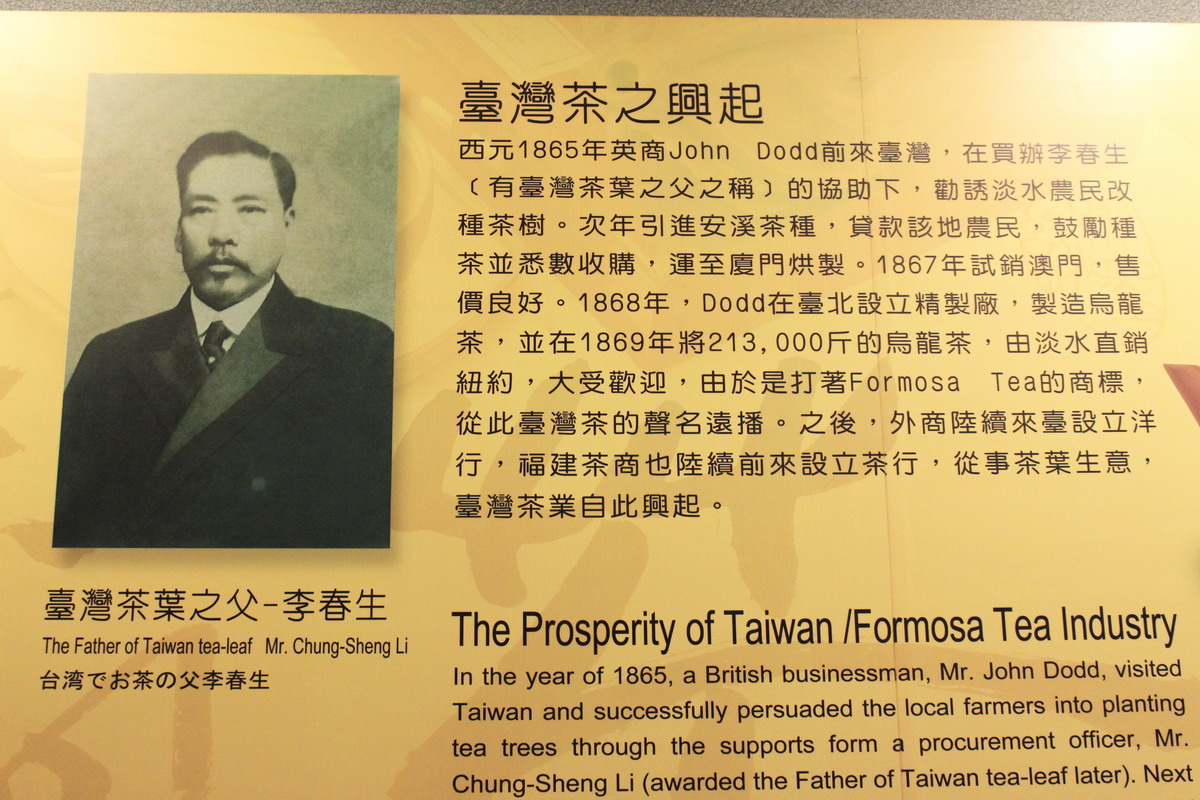 臺灣茶之興起
西元1865年英商John Dodd前來臺灣，在買辦李春生
（有臺灣茶葉之父之稱）的協助下，勸誘淡水農民改
種茶樹。次年引進安溪茶種，貸款該地農民，鼓勵種
茶並悉數收購，運至廈門烘製。1867年試銷澳門，售
價良好。1868年，Dodd在臺北設立精製廠，製造烏龍
茶，並在1869年將213,000斤的烏龍茶，由淡水直銷
紐約，大受歡迎，由於是打著Formosa Tea的商標，
從此臺灣茶的聲名遠播。之後，外商陸續來臺設立洋
行，福建茶商也陸續前來設立茶行，從事茶葉生意，
臺灣茶業自此興起。
臺灣茶葉之父-李春生
The Father of Taiwan tea-leaf Mr. Chung-Sheng Li
台湾でお茶の父李春生
The Prosperity of Taiwan /Formosa Tea Industry
In the year of 1865, a British businessman, Mr. John Dodd, visited
Taiwan and successfully persuaded the local farmers into planting
tea trees through the supports form a procurement officer, Mr.
Chung-Sheng Li (awarded the Father of Taiwan tea-leaf later). Next